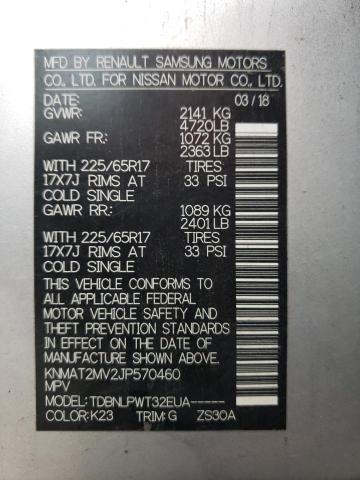 MFD BY RENAULT SAMSUNG MOTORS
CO., LTD. FOR NISSAN MOTOR CO., LTD.
DATE: 03/18
GVWR: 2141 KG
4720LB
GAWR FR: 1072 KG
2363LB
WITH 225/65R17 TIRES
17X7J RIMS AT 33 PSI
COLD SINGLE
GAWR RR: 1089 KG
2401LB
WITH 225/65R17 TIRES
17X7J RIMS AT 33 PSI
COLD SINGLE
THIS VEHICLE CONFORMS TO
ALL APPLICABLE FEDERAL
MOTOR VEHICLE SAFETY AND
THEFT PREVENTION STANDARDS
IN EFFECT ON THE DATE OF
MANUFACTURE SHOWN ABOVE.
KNMAT2MV2JP570460
MPV
MODEL: TDBNLPWT32EUA-----
COLOR:K23 TRIM:G ZS30A